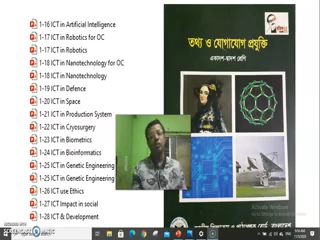 1-16 ICT in Artificial Intelligence
1-17 ICT in Robotics for OC
1-17 ICT in Robotics
1-18 ICT in Nanotechnology for OC
1-18 ICT in Nanotechnology
1-19 ICT in Defence
1-20 ICT in Space
1-21 ICT in Production System
1-22 ICT in Cryosurgery
1-23 ICT in Biometrics
1-24 ICT in Bioinformatics
1-25 ICT in Genetic Engineering
1-25 ICT in Genetic Engineering
1-26 ICT use Ethics
1-27 ICT Impact in social
1-28 ICT & Development
তথ্য ও যোগাযোগ প্রযুক্তি
একাদশ-দ্বাদশ শ্রেণি
Activate Windows